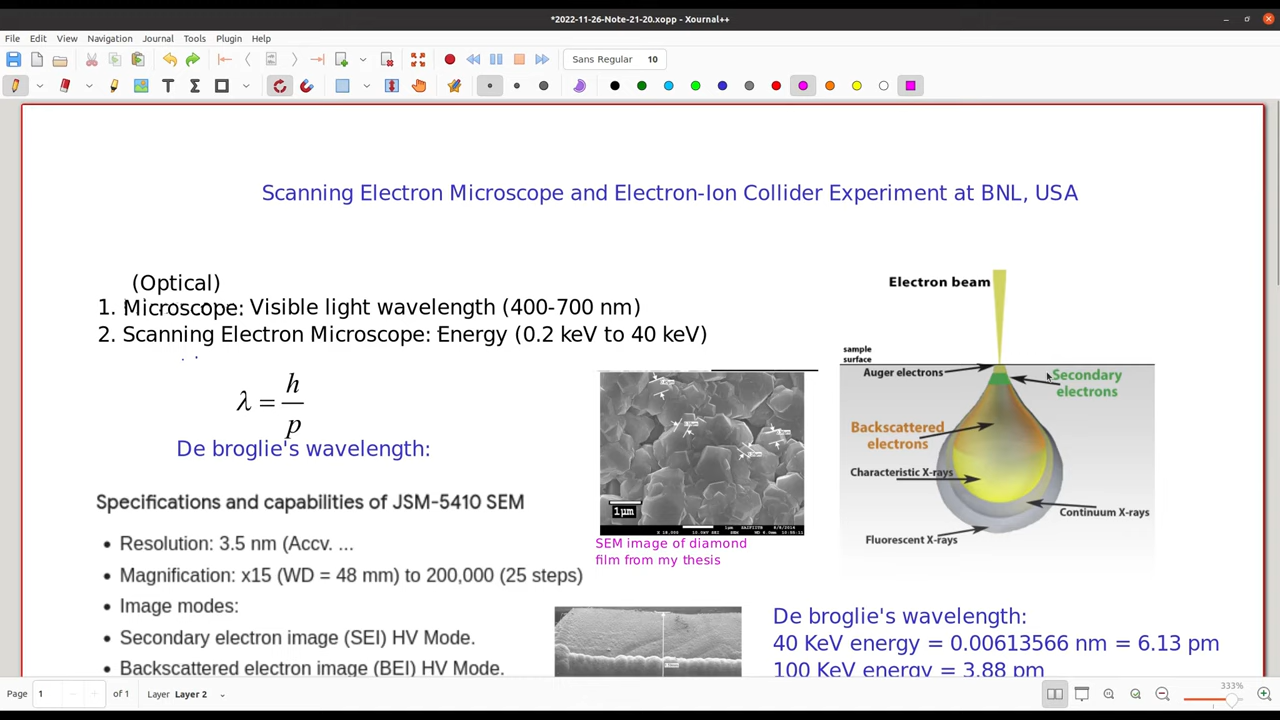 *2022-11-26-Note-21-20.xopp - Xournal++
File Edit View Navigation Journal Tools Plugin Help
Sans Regular 10
Scanning Electron Microscope and Electron-Ion Collider Experiment at BNL, USA
(Optical)
1. Microscope: Visible light wavelength (400-700 nm)
2. Scanning Electron Microscope: Energy (0.2 keV to 40 keV)
λ = h / p
De broglie's wavelength:
Specifications and capabilities of JSM-5410 SEM
• Resolution: 3.5 nm (Accv. ...
• Magnification: x15 (WD = 48 mm) to 200,000 (25 steps)
• Image modes:
• Secondary electron image (SEI) HV Mode.
• Backscattered electron image (BEI) HV Mode.
1μm
SEM image of diamond
film from my thesis
Electron beam
sample
surface
Auger electrons
Secondary
electrons
Backscattered
electrons
Characteristic X-rays
Continuum X-rays
Fluorescent X-rays
De broglie's wavelength:
40 KeV energy = 0.00613566 nm = 6.13 pm
100 KeV energy = 3.88 pm
Page 1 of 1 Layer Layer 2
333%